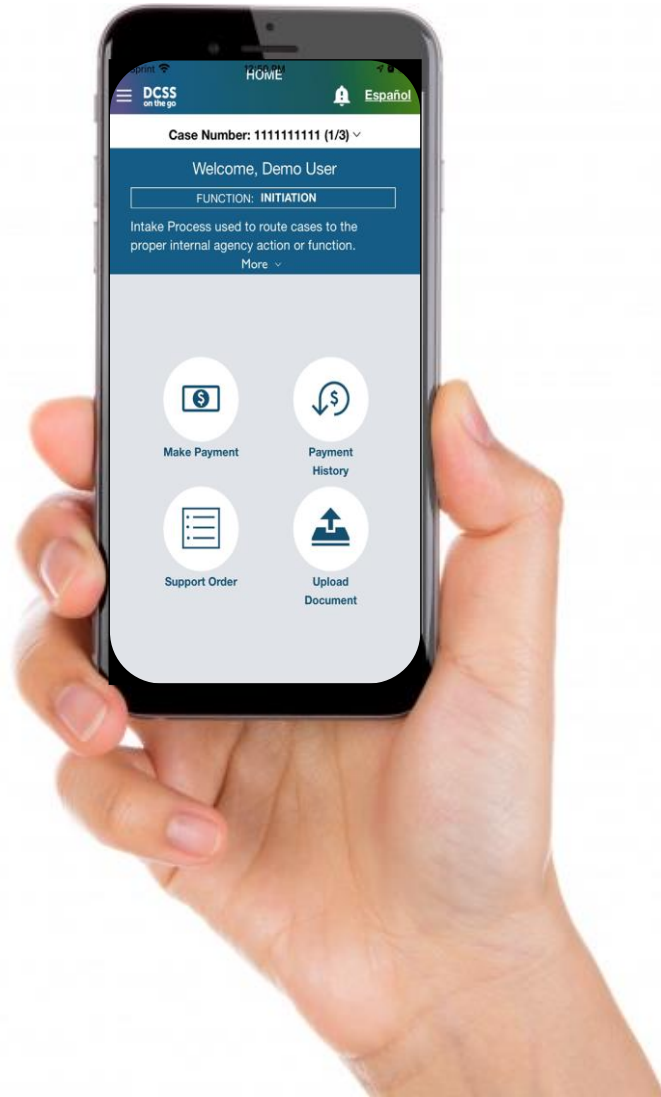 HOME
DCSS
on the go
Español
Case Number: 1111111111 (1/3)
Welcome, Demo User
FUNCTION: INITIATION
Intake Process used to route cases to the
proper internal agency action or function.
More
Make Payment
Payment
History
Support Order
Upload
Document